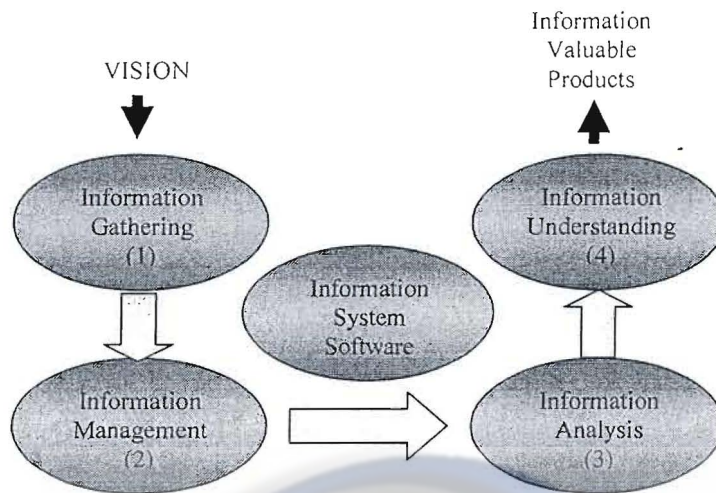 VISION
Information
Gathering
(1)
Information
Management
(2)
Information
System
Software
Information
Analysis
(3)
Information
Understanding
(4)
Information
Valuable
Products